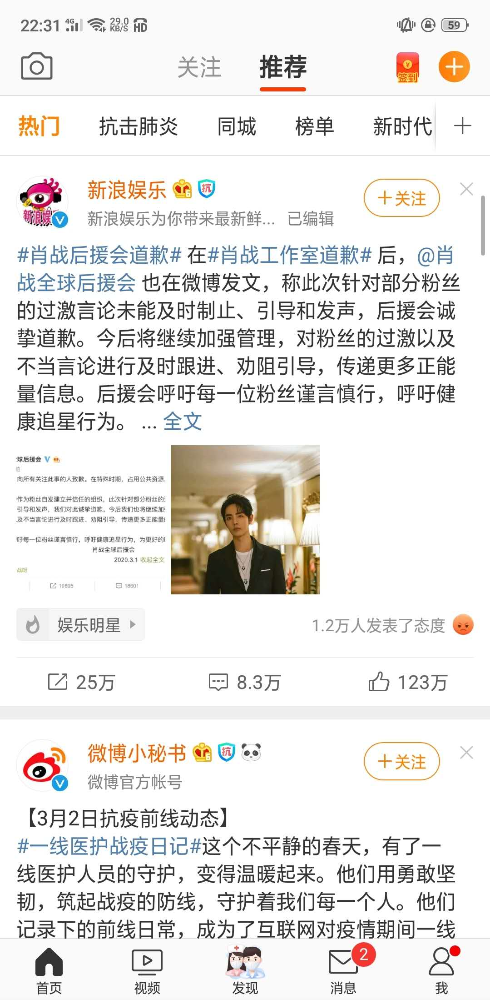 22:31 4G 29.0 KB/S HD 59
关注 推荐 签到
热门 抗击肺炎 同城 榜单 新时代
新浪娱乐 6 抗 +关注
新浪娱乐为你带来最新鲜... 已编辑
#肖战后援会道歉# 在#肖战工作室道歉# 后，@肖
战全球后援会 也在微博发文，称此次针对部分粉丝
的过激言论未能及时制止、引导和发声，后援会诚
挚道歉。今后将继续加强管理，对粉丝的过激以及
不当言论进行及时跟进、劝阻引导，传递更多正能
量信息。后援会呼吁每一位粉丝谨言慎行，呼吁健
康追星行为。 ... 全文
球后援会
前
向所有关注此事的人致歉。在特殊时期，占用公共资源，
作为粉丝自发建立并信任的组织，此次针对部分粉丝的
引导和发声，我们对此诚挚道歉。今后我们也将继续加
及不当言论进行及时跟进、劝阻引导，传递更多正能量
吁每一位粉丝谨言慎行，呼吁健康追星行为，为更好的
肖战全球后援会
2020.3.1 收起全文
战呀
19895 18601
娱乐明星 1.2万人发表了态度
25万 8.3万 123万
微博小秘书 6 抗 +关注
微博官方帐号
【3月2日抗疫前线动态】
#一线医护战疫日记#这个不平静的春天，有了一
线医护人员的守护，变得温暖起来。他们用勇敢坚
韧，筑起战疫的防线，守护着我们每一个人。他们
记录下的前线日常，成为了互联网对疫情期间一线
2
首页 视频 发现 消息 我